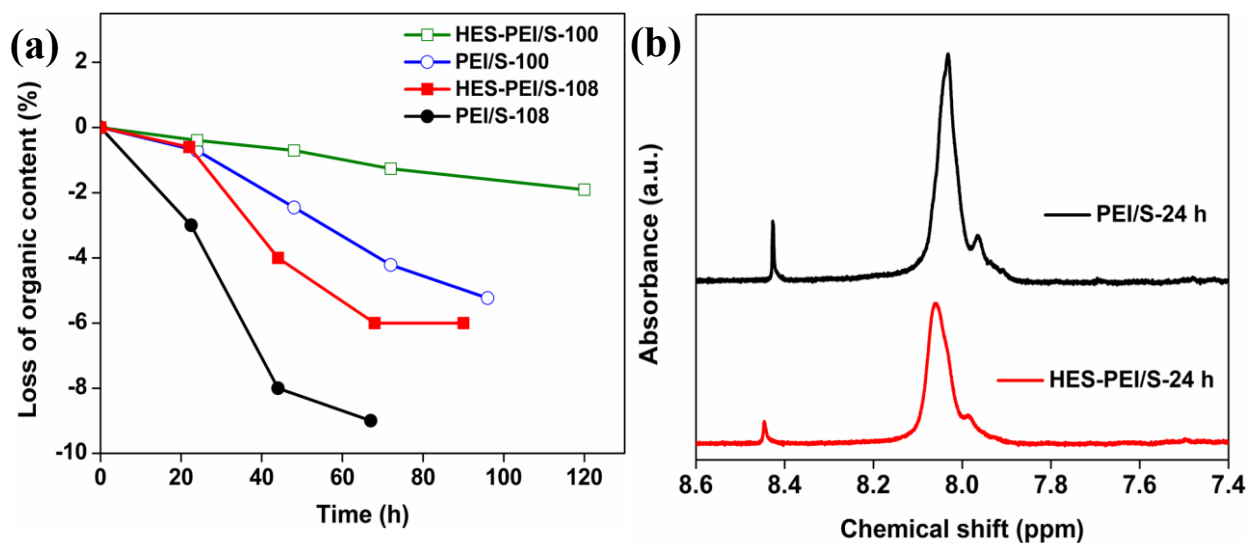 (a)
HES-PEI/S-100
PEI/S-100
HES-PEI/S-108
PEI/S-108
2
0
-2
-4
-6
-8
-10
Loss of organic content (%)
0 20 40 60 80 100 120
Time (h)
(b)
PEI/S-24 h
HES-PEI/S-24 h
Absorbance (a.u.)
8.6 8.4 8.2 8.0 7.8 7.6 7.4
Chemical shift (ppm)